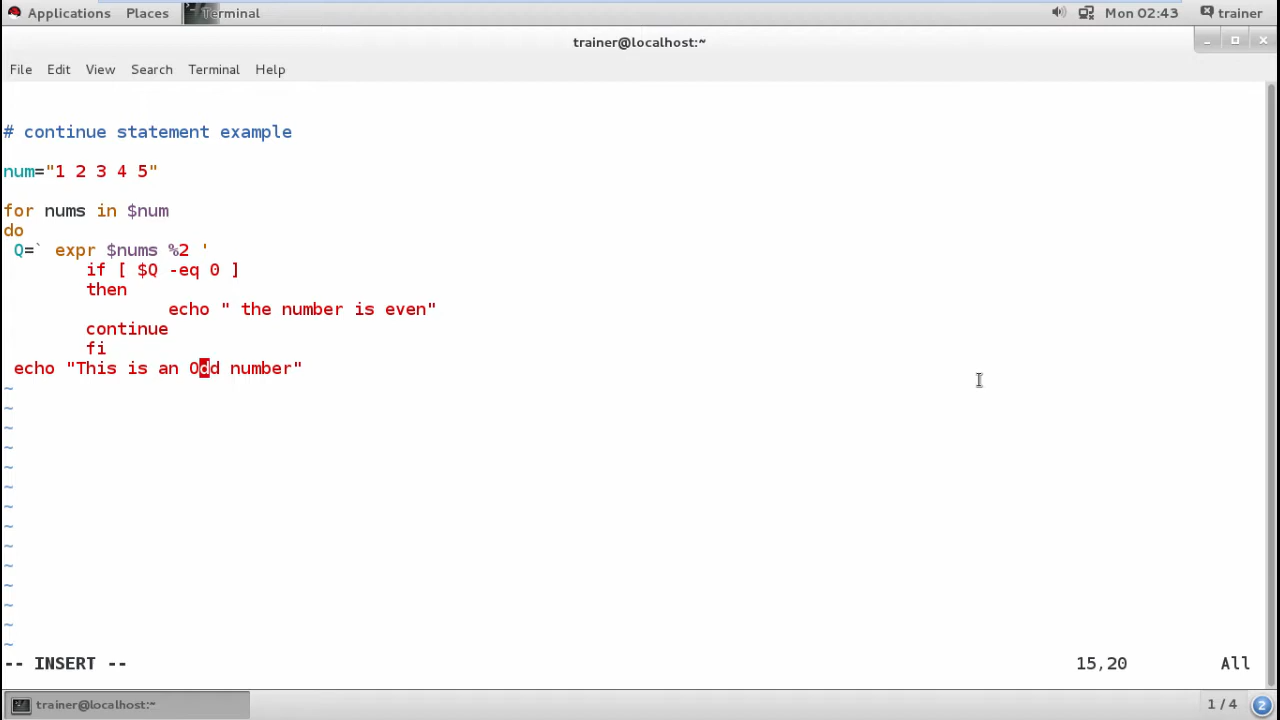 Applications Places Terminal Mon 02:43 trainer
trainer@localhost:~
File Edit View Search Terminal Help
# continue statement example
num="1 2 3 4 5"
for nums in $num
do
 Q=` expr $nums %2 '
        if [ $Q -eq 0 ]
        then
                echo " the number is even"
        continue
        fi
 echo "This is an Odd number"
~
~
~
~
~
~
~
~
~
~
~
~
~
~
-- INSERT -- 15,20 All
trainer@localhost:~ 1 / 4 2